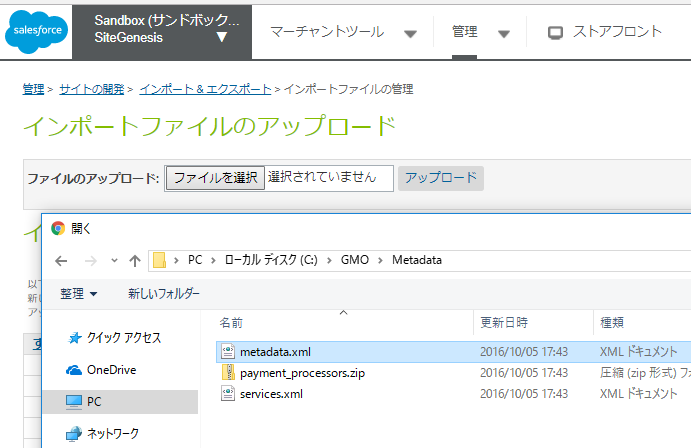 salesforce
Sandbox (サンドボック...
SiteGenesis ▼
マーチャントツール ▼
管理 ▼
ストアフロント
管理 > サイトの開発 > インポート & エクスポート > インポートファイルの管理
インポートファイルのアップロード
ファイルのアップロード: ファイルを選択 選択されていません アップロード
開く
PC > ローカル ディスク (C:) > GMO > Metadata
整理 ▼ 新しいフォルダー
名前 更新日時 種類
クイック アクセス
OneDrive
PC
ネットワーク
metadata.xml 2016/10/05 17:43 XML ドキュメント
payment_processors.zip 2016/10/05 17:43 圧縮 (zip 形式) フ
services.xml 2016/10/05 17:43 XML ドキュメント